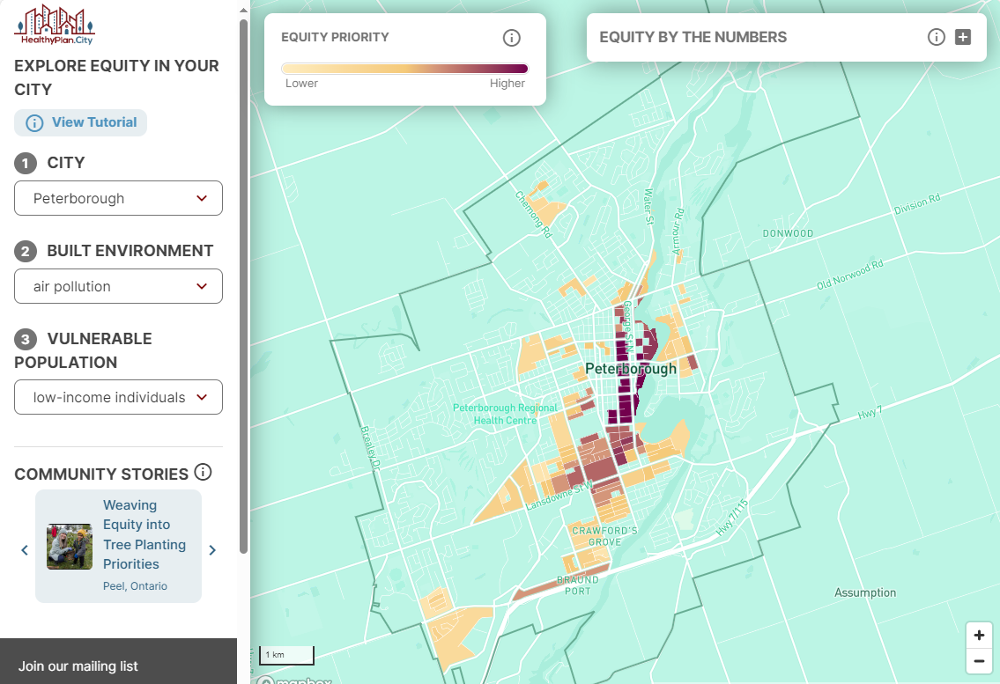 HealthyPlan.City
EXPLORE EQUITY IN YOUR
CITY
View Tutorial
1 CITY
Peterborough
2 BUILT ENVIRONMENT
air pollution
3 VULNERABLE
POPULATION
low-income individuals
COMMUNITY STORIES
Weaving
Equity into
Tree Planting
Priorities
Peel, Ontario
Join our mailing list
EQUITY PRIORITY
Lower Higher
EQUITY BY THE NUMBERS
Chemong Rd
Water St
Armour Rd
Division Rd
DONWOOD
Old Norwood Rd
George St N
Peterborough
Peterborough Regional
Health Centre
Hwy 7
Brealey Dr
Lansdowne St W
Hwy 7/115
CRAWFORD'S
GROVE
BRAUND
PORT
Assumption
1 km
mapbox